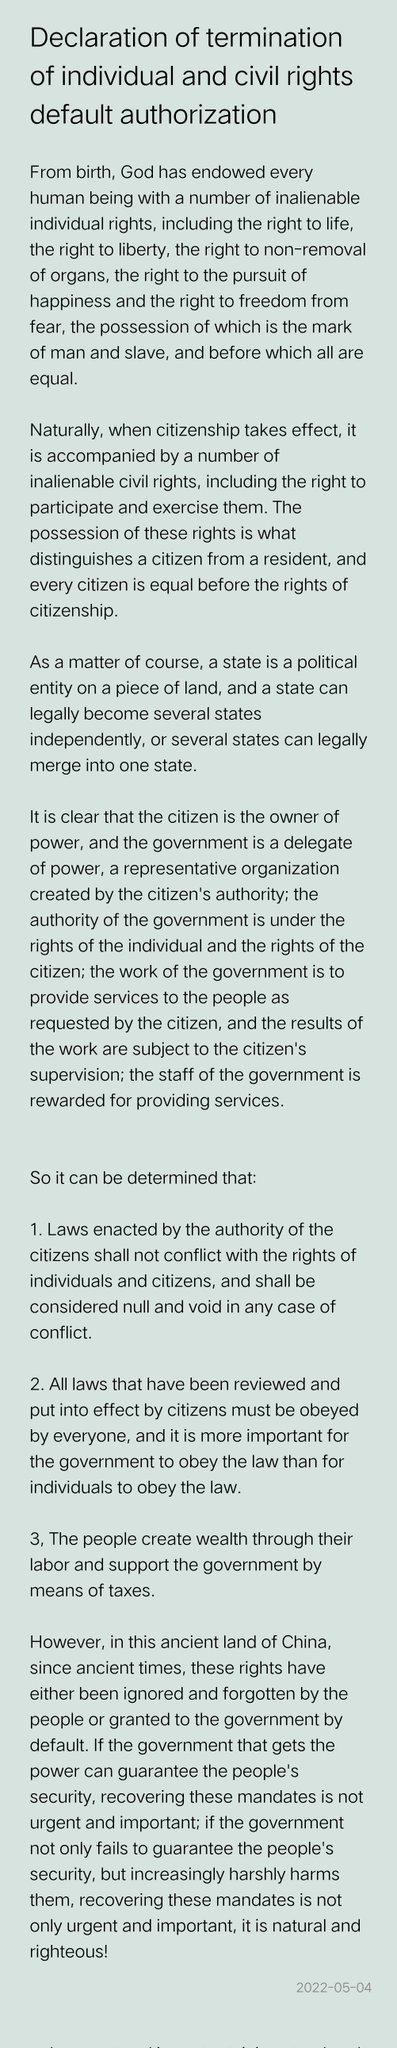 Declaration of termination
of individual and civil rights
default authorization
From birth, God has endowed every
human being with a number of inalienable
individual rights, including the right to life,
the right to liberty, the right to non-removal
of organs, the right to the pursuit of
happiness and the right to freedom from
fear, the possession of which is the mark
of man and slave, and before which all are
equal.
Naturally, when citizenship takes effect, it
is accompanied by a number of
inalienable civil rights, including the right to
participate and exercise them. The
possession of these rights is what
distinguishes a citizen from a resident, and
every citizen is equal before the rights of
citizenship.
As a matter of course, a state is a political
entity on a piece of land, and a state can
legally become several states
independently, or several states can legally
merge into one state.
It is clear that the citizen is the owner of
power, and the government is a delegate
of power, a representative organization
created by the citizen's authority; the
authority of the government is under the
rights of the individual and the rights of the
citizen; the work of the government is to
provide services to the people as
requested by the citizen, and the results of
the work are subject to the citizen's
supervision; the staff of the government is
rewarded for providing services.
So it can be determined that:
1. Laws enacted by the authority of the
citizens shall not conflict with the rights of
individuals and citizens, and shall be
considered null and void in any case of
conflict.
2. All laws that have been reviewed and
put into effect by citizens must be obeyed
by everyone, and it is more important for
the government to obey the law than for
individuals to obey the law.
3, The people create wealth through their
labor and support the government by
means of taxes.
However, in this ancient land of China,
since ancient times, these rights have
either been ignored and forgotten by the
people or granted to the government by
default. If the government that gets the
power can guarantee the people's
security, recovering these mandates is not
urgent and important; if the government
not only fails to guarantee the people's
security, but increasingly harshly harms
them, recovering these mandates is not
only urgent and important, it is natural and
righteous!
2022-05-04